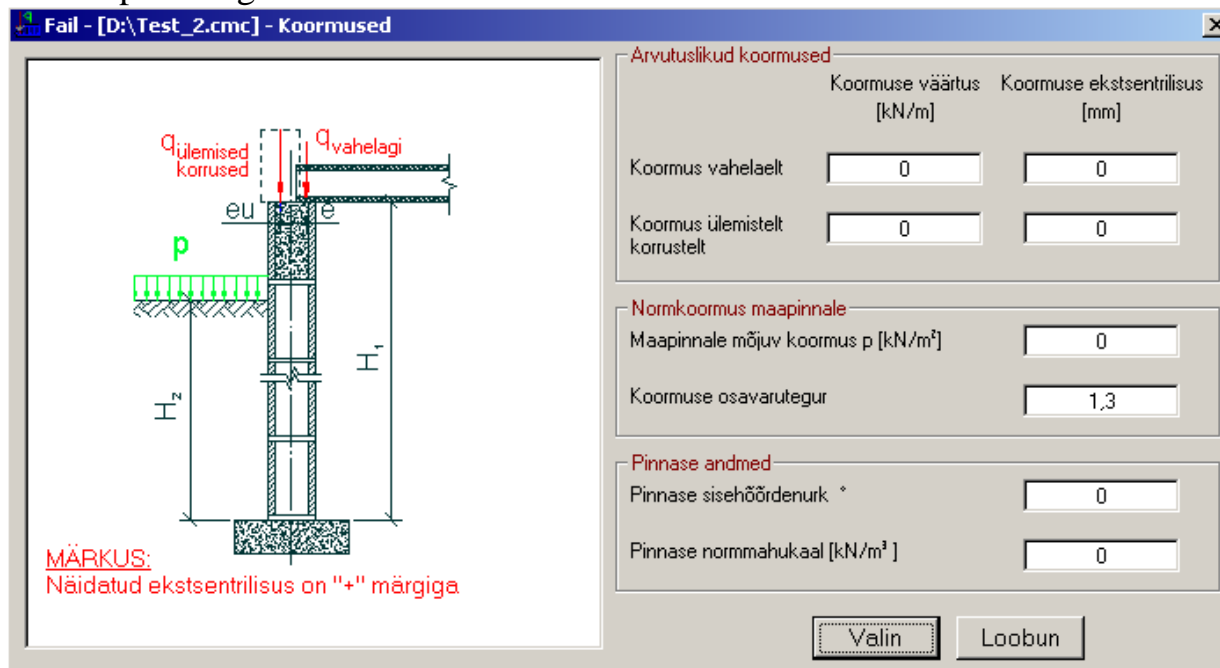 Fail - [D:\Test_2.cmc] - Koormused
q ülemised korrused
q vahelagi
eu
e
p
H₁
H₂
MÄRKUS:
Näidatud ekstsentrilisus on "+" märgiga
Arvutuslikud koormused
Koormuse väärtus [kN/m]
Koormuse ekstsentrilisus [mm]
Koormus vahelaelt
0
0
Koormus ülemistelt korrustelt
0
0
Normkoormus maapinnale
Maapinnale mõjuv koormus p [kN/m²]
0
Koormuse osavarutegur
1,3
Pinnase andmed
Pinnase sisehõõrdenurk °
0
Pinnase normmahukaal [kN/m³ ]
0
Valin
Loobun